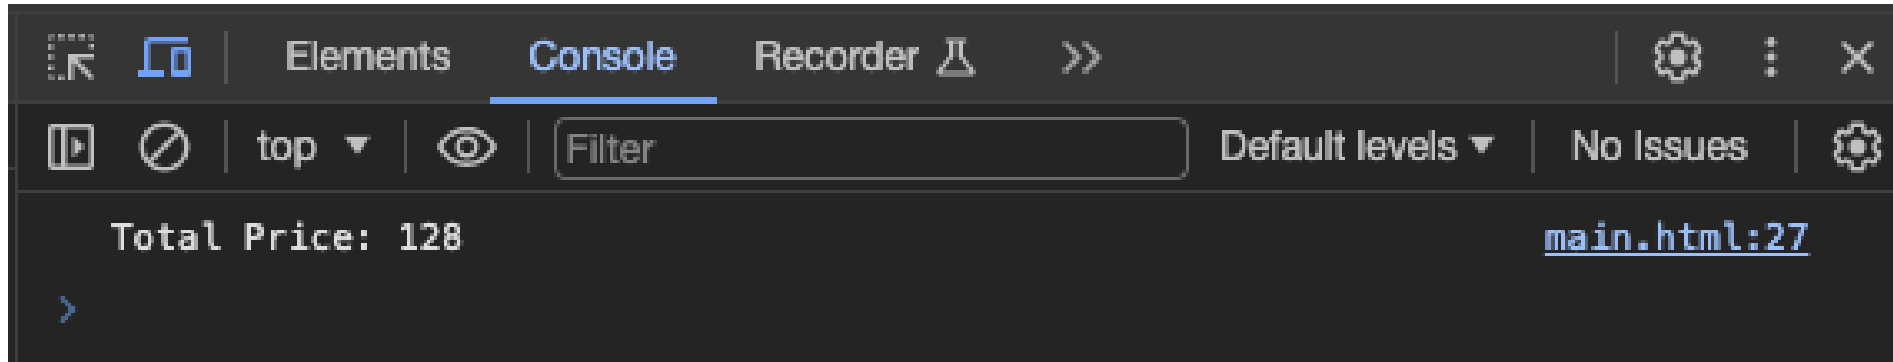 Elements Console Recorder
top Filter Default levels No Issues
Total Price: 128 main.html:27